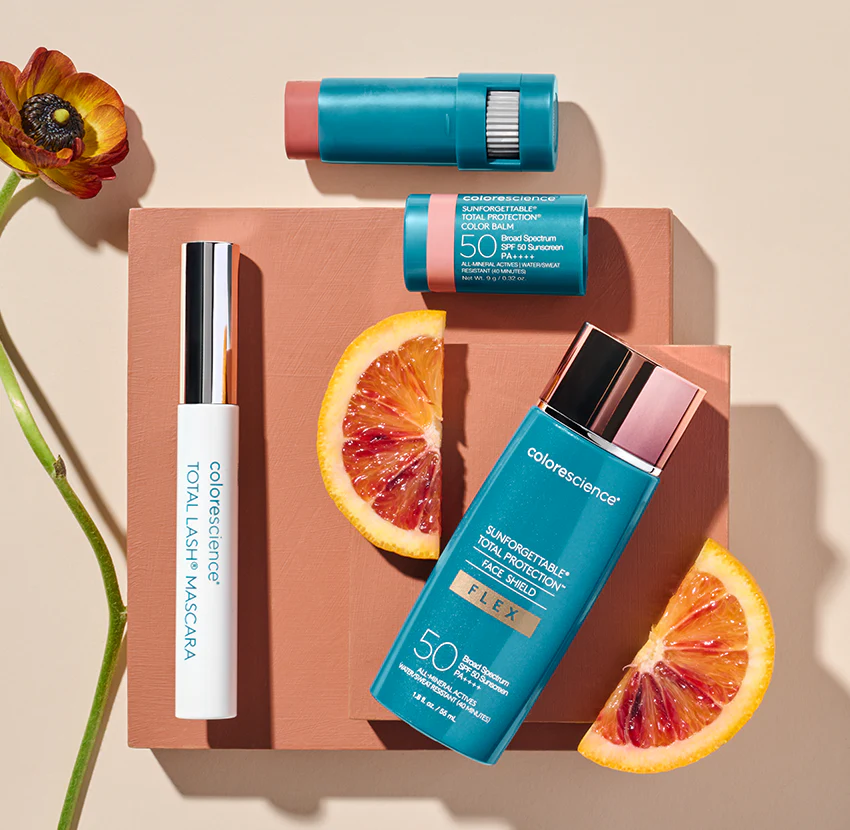 colorescience®
SUNFORGETTABLE®
TOTAL PROTECTION®
COLOR BALM
50 Broad Spectrum
SPF 50 Sunscreen
PA++++
ALL-MINERAL ACTIVES | WATER/SWEAT
RESISTANT (40 MINUTES)
Net Wt. 9 g / 0.32 oz.
colorescience®
TOTAL LASH® MASCARA
colorescience®
SUNFORGETTABLE®
TOTAL PROTECTION™
FACE SHIELD
FLEX
50 Broad Spectrum
SPF 50 Sunscreen
PA++++
ALL-MINERAL ACTIVES
WATER/SWEAT RESISTANT (40 MINUTES)
1.8 fl. oz. / 55 mL